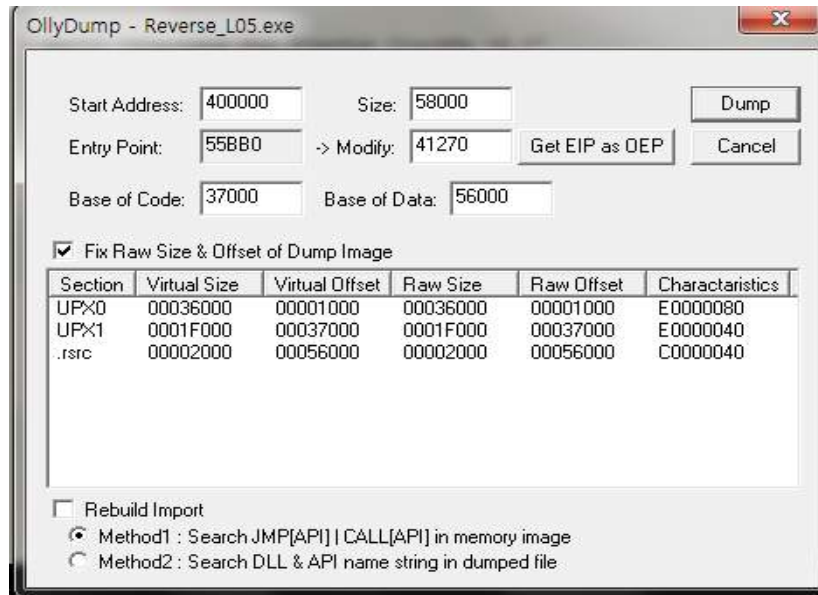 OllyDump - Reverse_L05.exe
Start Address: 400000 Size: 58000 Dump
Entry Point: 55BB0 -> Modify: 41270 Get EIP as OEP Cancel
Base of Code: 37000 Base of Data: 56000
Fix Raw Size & Offset of Dump Image
Section Virtual Size Virtual Offset Raw Size Raw Offset Charactaristics
UPX0 00036000 00001000 00036000 00001000 E0000080
UPX1 0001F000 00037000 0001F000 00037000 E0000040
.rsrc 00002000 00056000 00002000 00056000 C0000040
Rebuild Import
Method1 : Search JMP[API] | CALL[API] in memory image
Method2 : Search DLL & API name string in dumped file